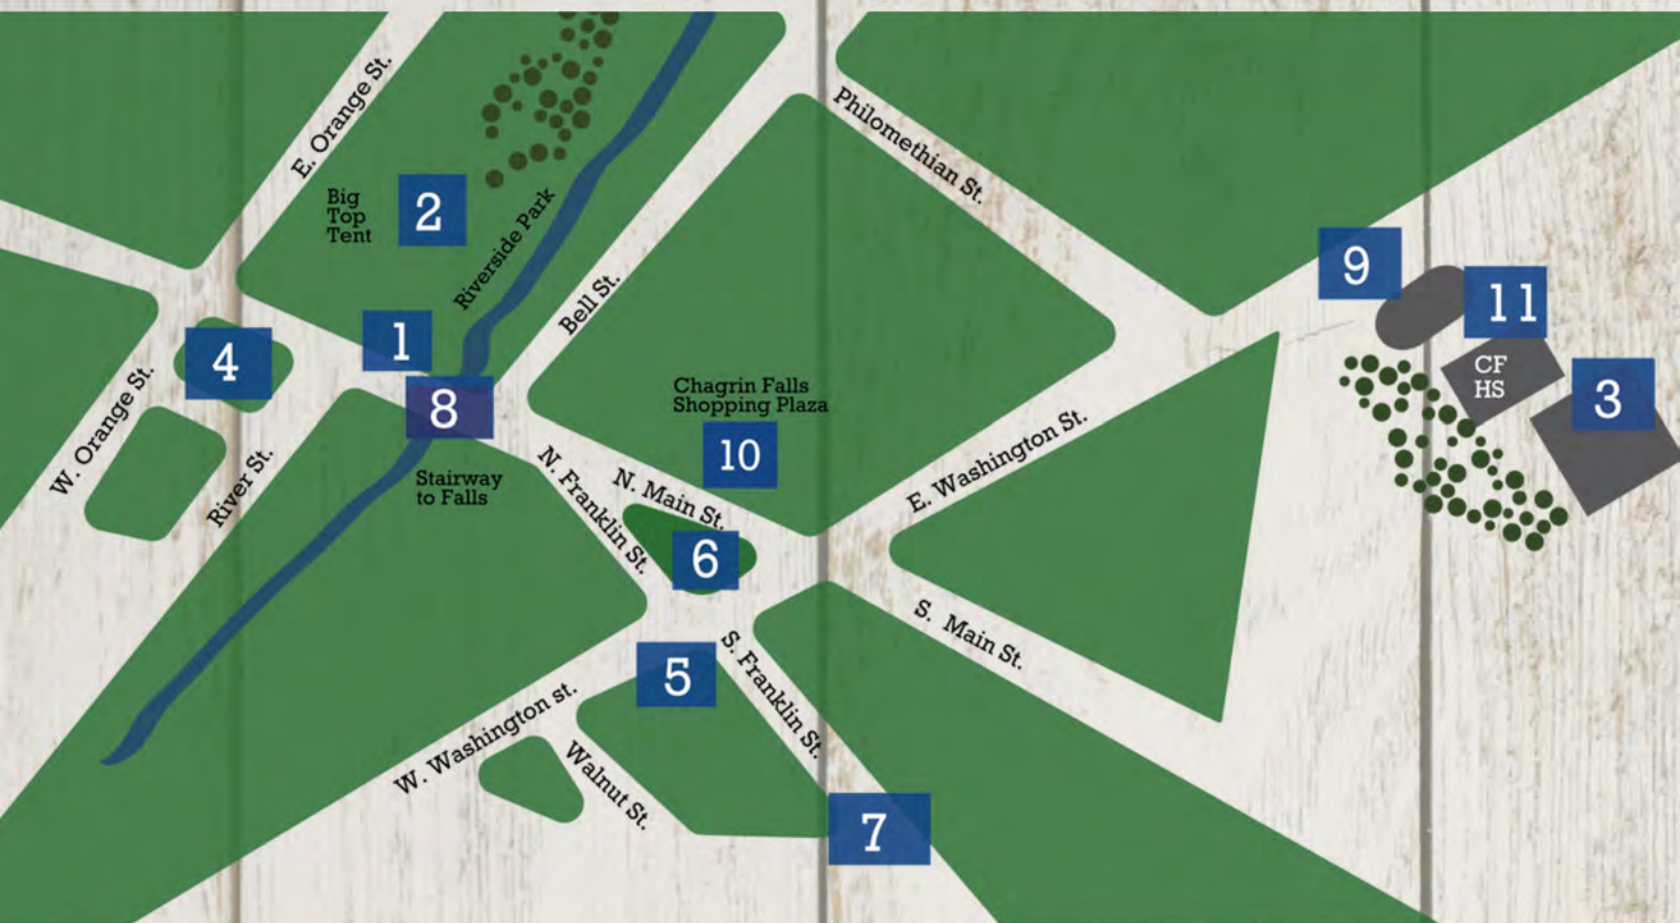 E. Orange St.
Philomethian St.
Big
Top
Tent
2
Riverside Park
Bell St.
9
11
1
4
CF
HS
3
8
Chagrin Falls
Shopping Plaza
10
W. Orange St.
River St.
Stairway
to Falls
N. Franklin St.
N. Main St.
E. Washington St.
6
5
S. Franklin St.
S. Main St.
W. Washington st.
Walnut St.
7